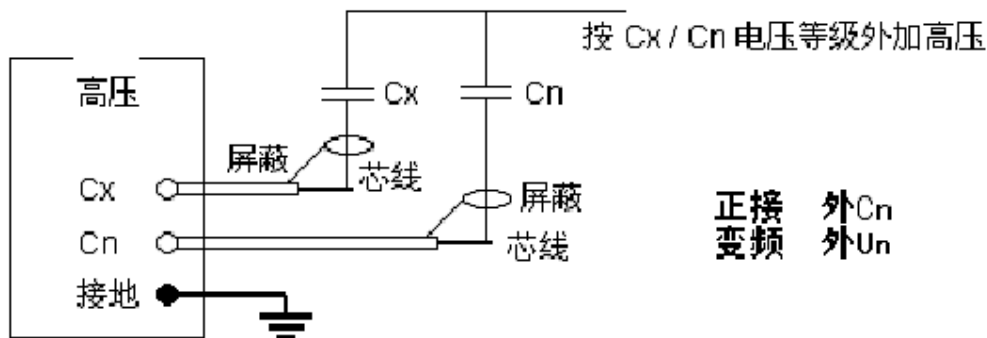 按 Cx / Cn 电压等级外加高压
高压
Cx
Cn
屏蔽
芯线
Cx
屏蔽
正接 外Cn
Cn
芯线
变频 外Un
接地